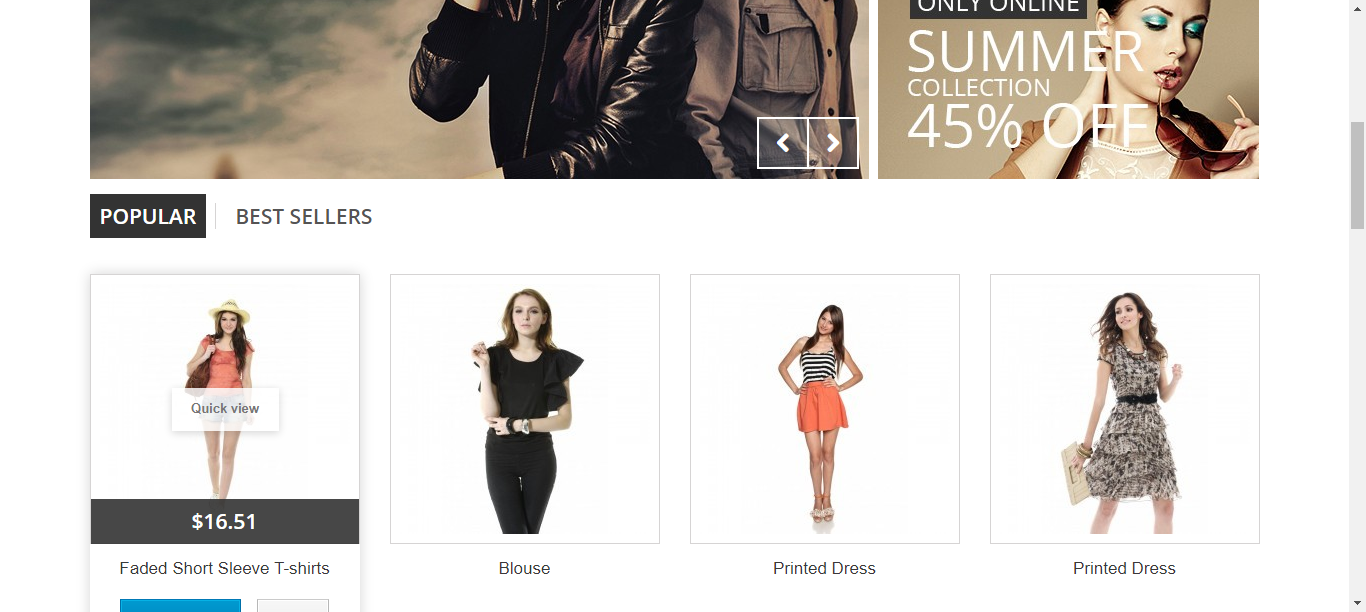 ONLY ONLINE
SUMMER
COLLECTION
45% OFF
POPULAR
BEST SELLERS
Quick view
$16.51
Faded Short Sleeve T-shirts
Blouse
Printed Dress
Printed Dress